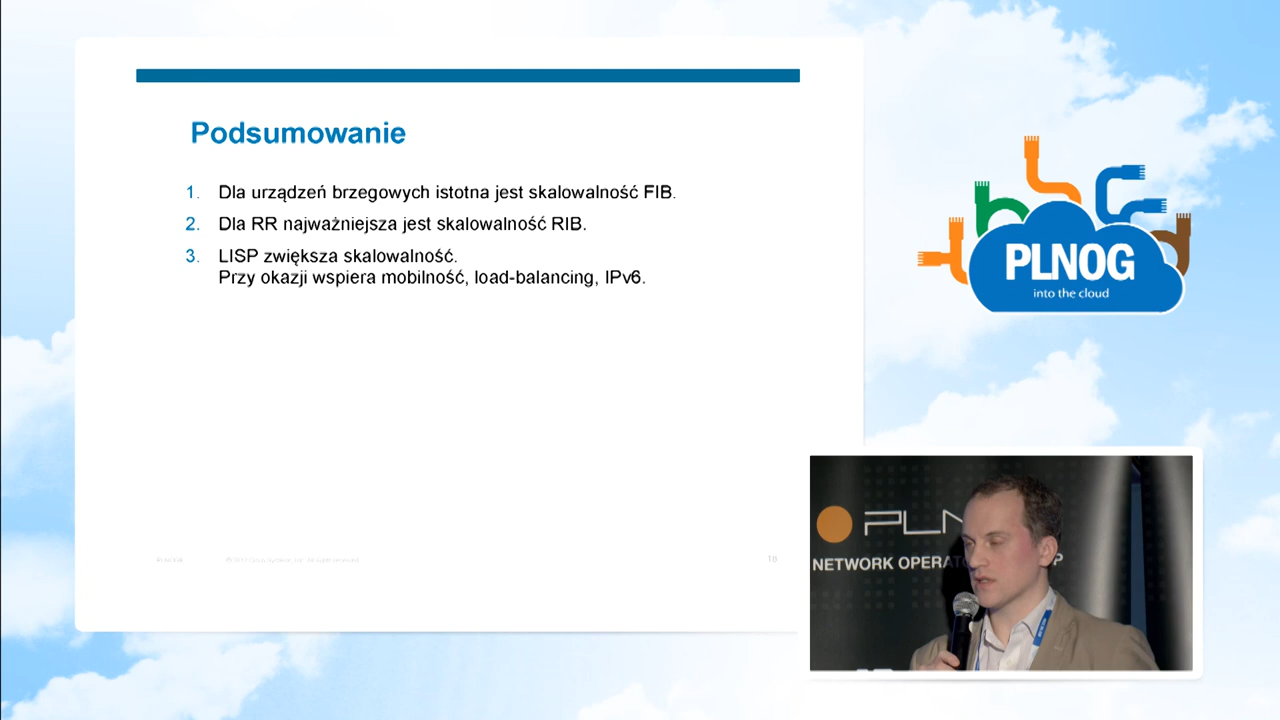 Podsumowanie
1. Dla urządzeń brzegowych istotna jest skalowalność FIB.
2. Dla RR najważniejsza jest skalowalność RIB.
3. LISP zwiększa skalowalność.
Przy okazji wspiera mobilność, load-balancing, IPv6.
18
PLNOG
into the cloud
NETWORK